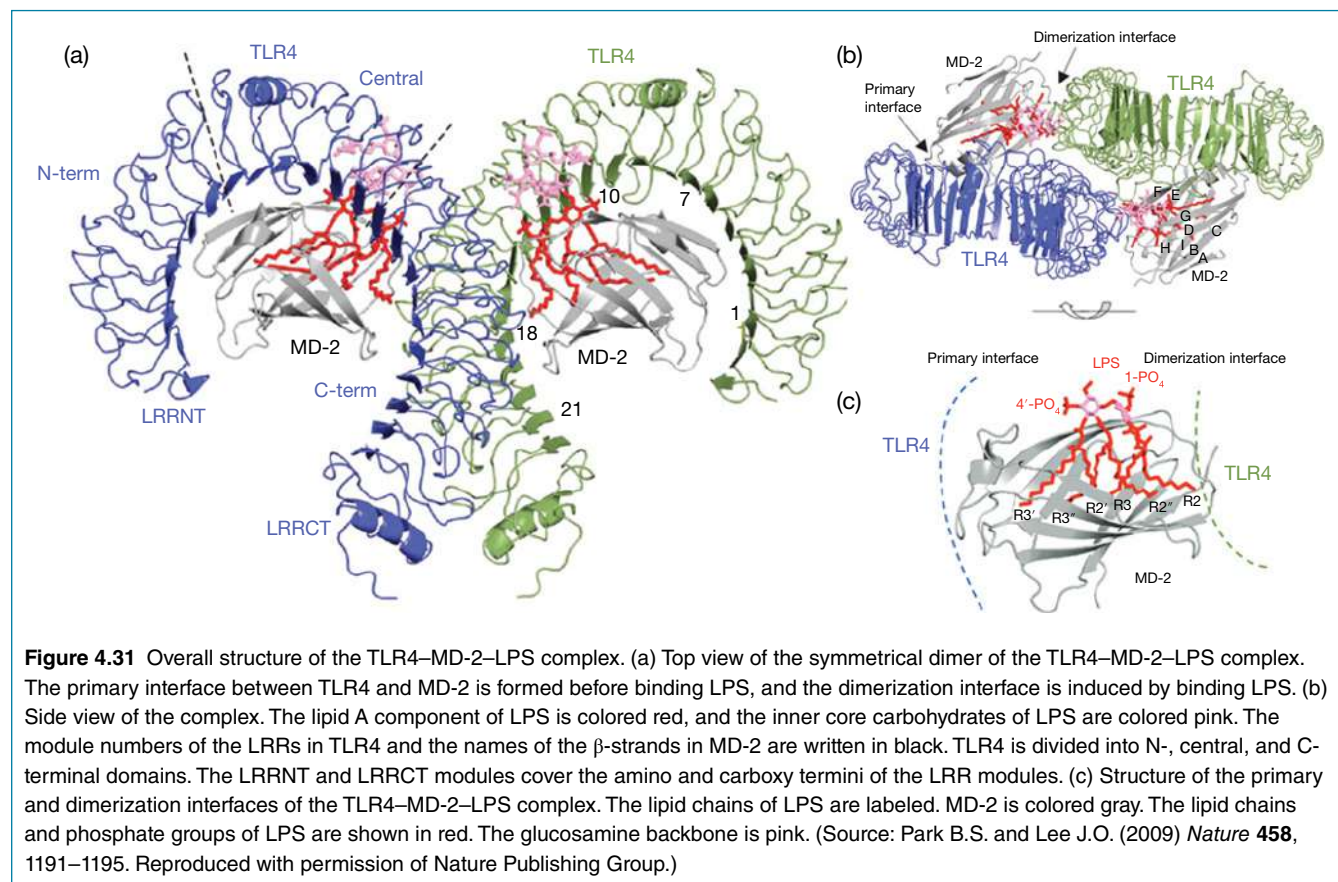 (a)
TLR4
Central
TLR4
N-term
10
7
1
MD-2
18
MD-2
C-term
21
LRRNT
LRRCT
(b)
Dimerization interface
MD-2
Primary
interface
TLR4
F E
G
D C
H I B
A
TLR4
MD-2
(c)
Primary interface
LPS
Dimerization interface
1-PO4
4′-PO4
TLR4
TLR4
R3′ R3″ R2′ R3 R2″ R2
MD-2
Figure 4.31 Overall structure of the TLR4–MD-2–LPS complex. (a) Top view of the symmetrical dimer of the TLR4–MD-2–LPS complex.
The primary interface between TLR4 and MD-2 is formed before binding LPS, and the dimerization interface is induced by binding LPS. (b)
Side view of the complex. The lipid A component of LPS is colored red, and the inner core carbohydrates of LPS are colored pink. The
module numbers of the LRRs in TLR4 and the names of the β-strands in MD-2 are written in black. TLR4 is divided into N-, central, and C-
terminal domains. The LRRNT and LRRCT modules cover the amino and carboxy termini of the LRR modules. (c) Structure of the primary
and dimerization interfaces of the TLR4–MD-2–LPS complex. The lipid chains of LPS are labeled. MD-2 is colored gray. The lipid chains
and phosphate groups of LPS are shown in red. The glucosamine backbone is pink. (Source: Park B.S. and Lee J.O. (2009) Nature 458,
1191–1195. Reproduced with permission of Nature Publishing Group.)